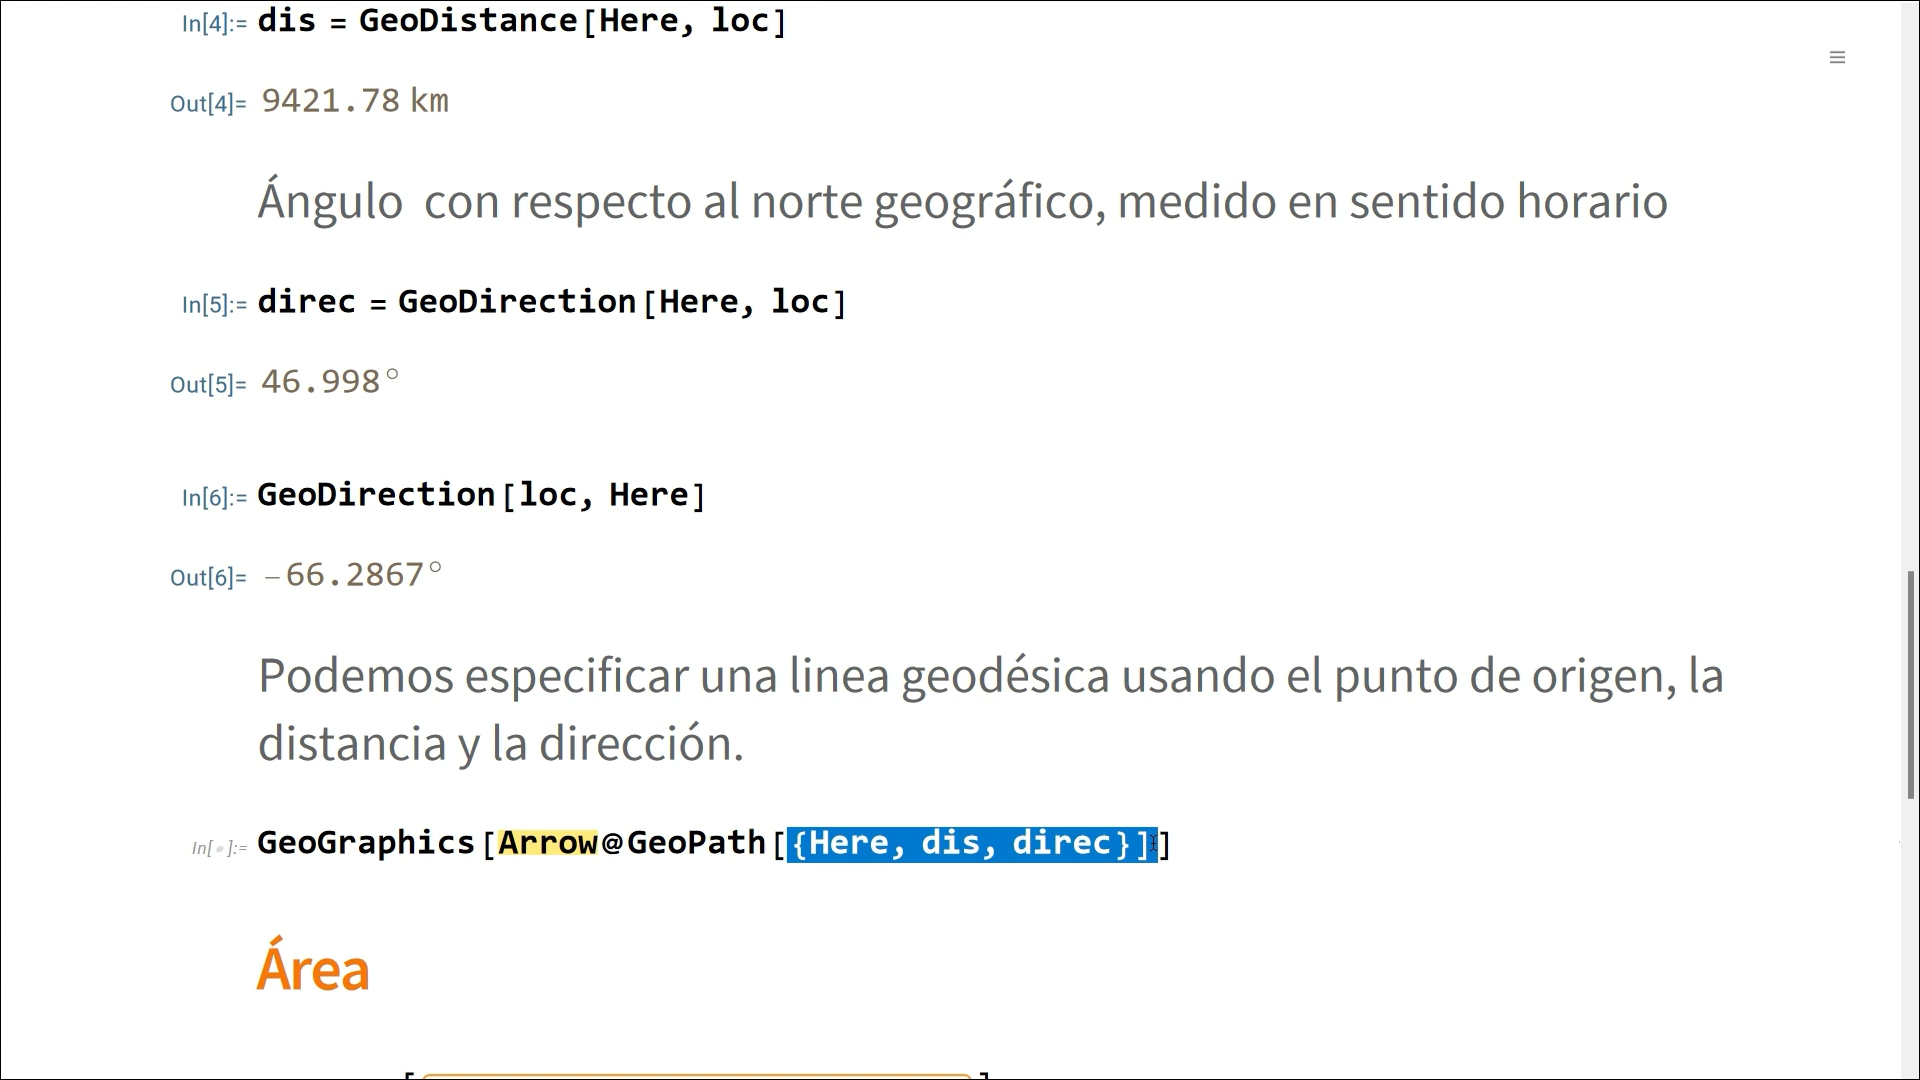 In[4]:= dis = GeoDistance[Here, loc]
Out[4]= 9421.78 km
Ángulo  con respecto al norte geográfico, medido en sentido horario
In[5]:= direc = GeoDirection[Here, loc]
Out[5]= 46.998°
In[6]:= GeoDirection[loc, Here]
Out[6]= -66.2867°
Podemos especificar una linea geodésica usando el punto de origen, la
distancia y la dirección.
In[•]:= GeoGraphics[Arrow@GeoPath[{Here, dis, direc}]]
Área